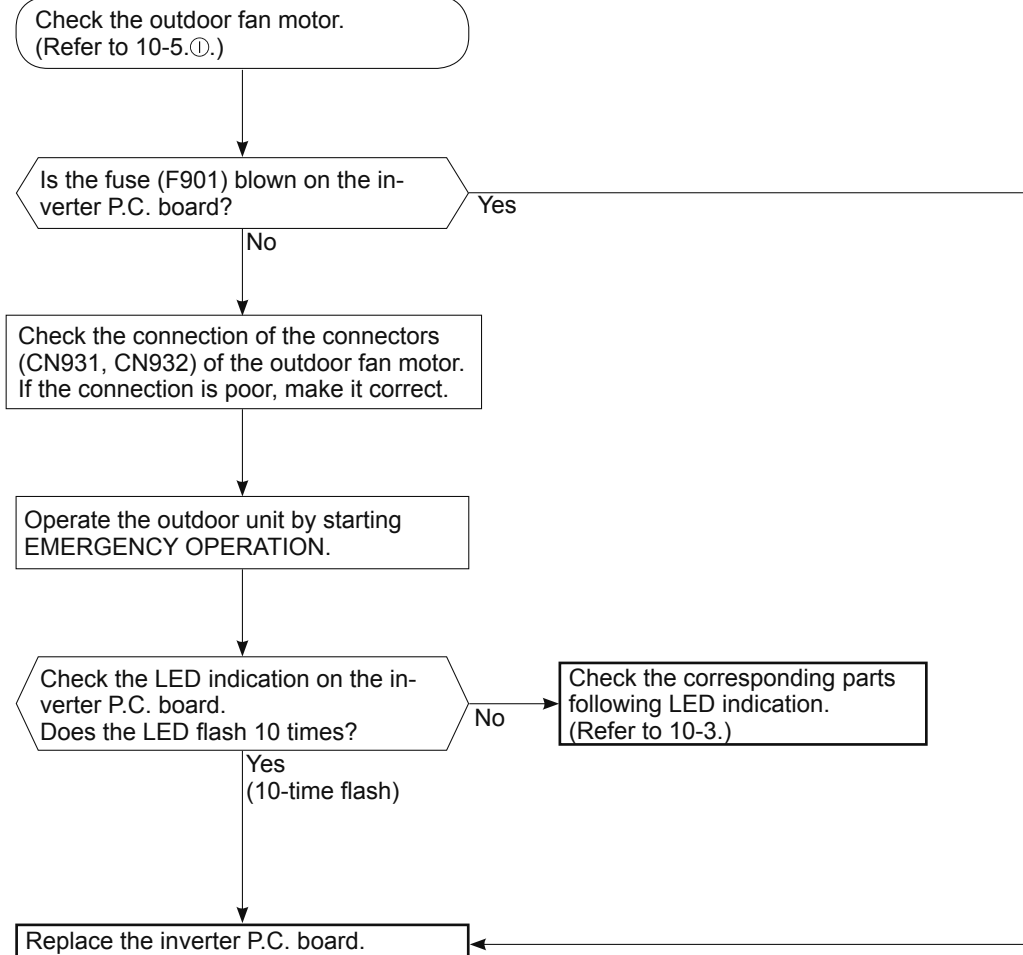 Check the outdoor fan motor.
(Refer to 10-5.Ⓘ.)
Is the fuse (F901) blown on the in-
verter P.C. board?
Yes
No
Check the connection of the connectors
(CN931, CN932) of the outdoor fan motor.
If the connection is poor, make it correct.
Operate the outdoor unit by starting
EMERGENCY OPERATION.
Check the LED indication on the in-
verter P.C. board.
Does the LED flash 10 times?
No
Check the corresponding parts
following LED indication.
(Refer to 10-3.)
Yes
(10-time flash)
Replace the inverter P.C. board.